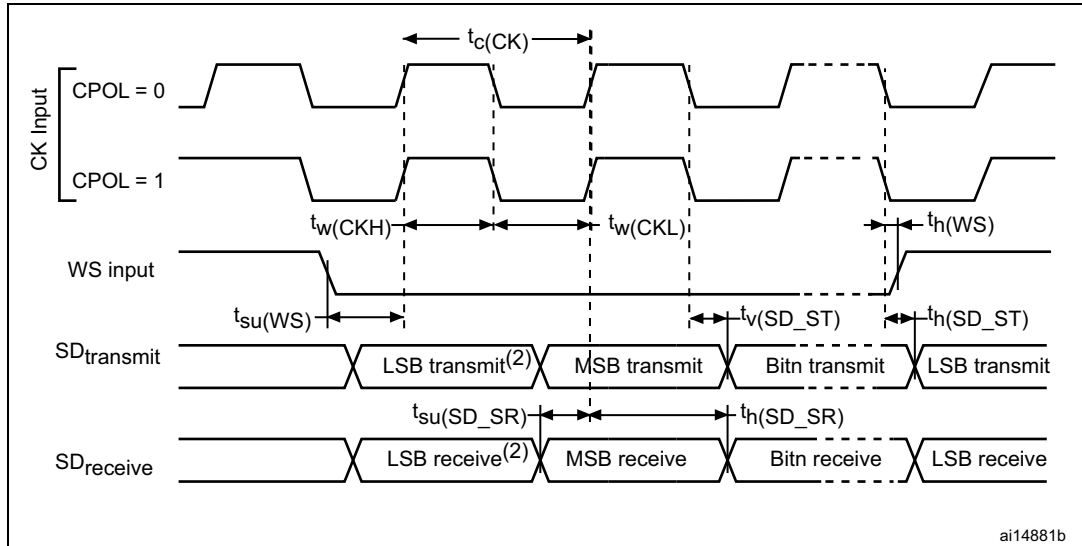 tc(CK)
CK Input
CPOL = 0
CPOL = 1
tw(CKH)
tw(CKL)
th(WS)
WS input
tsu(WS)
tv(SD_ST)
th(SD_ST)
SDtransmit
LSB transmit(2)
MSB transmit
Bitn transmit
LSB transmit
tsu(SD_SR)
th(SD_SR)
SDreceive
LSB receive(2)
MSB receive
Bitn receive
LSB receive
ai14881b